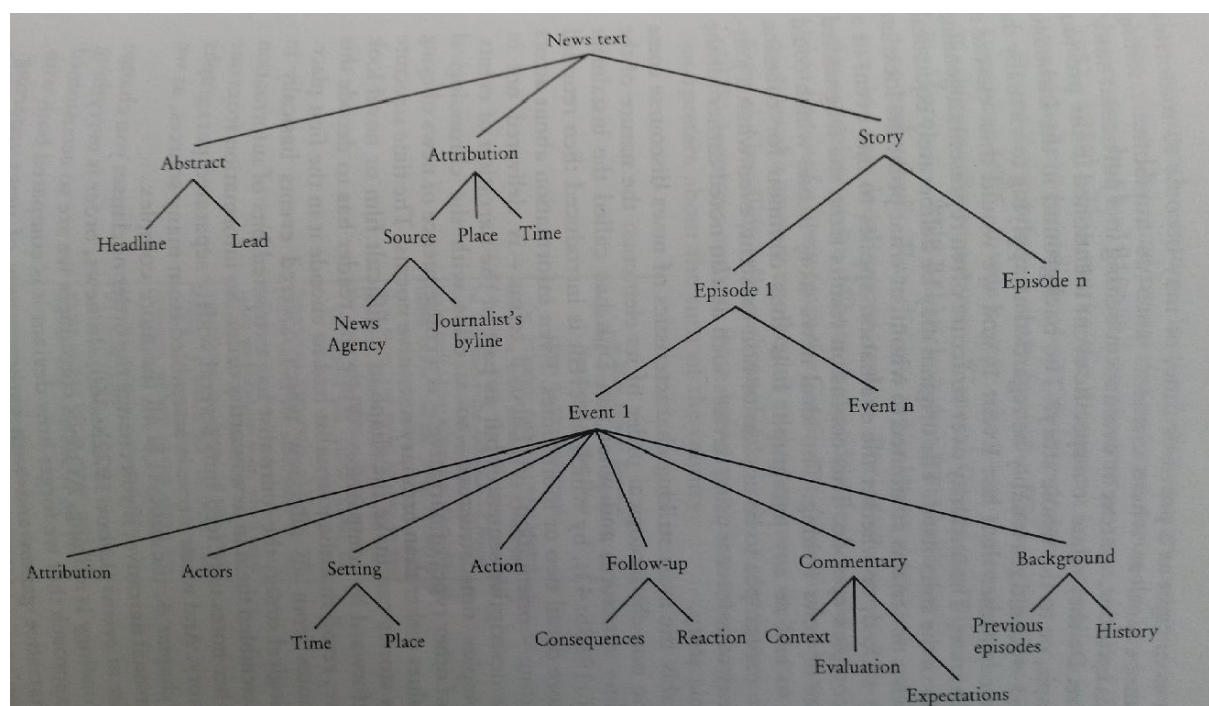 News text
Abstract
Attribution
Story
Headline
Lead
Source
Place
Time
News
Agency
Journalist's
byline
Episode 1
Episode n
Event 1
Event n
Attribution
Actors
Setting
Action
Follow-up
Commentary
Background
Time
Place
Consequences
Reaction
Context
Evaluation
Expectations
Previous
episodes
History